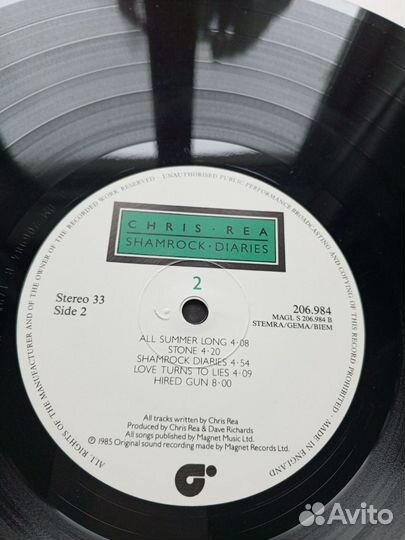 ALL RIGHTS OF THE MANUFACTURER AND OF THE OWNER OF THE RECORDED WORK RESERVED - UNAUTHORISED PUBLIC PERFORMANCE BROADCASTING AND COPYING OF THIS RECORD PROHIBITED - MADE IN ENGLAND
CHRIS · REA
SHAMROCK · DIARIES
2
Stereo 33
Side 2
206.984
MAGL S 206.984 B
STEMRA/GEMA/BIEM
ALL SUMMER LONG 4·08
STONE 4·20
SHAMROCK DIARIES 4·54
LOVE TURNS TO LIES 4·09
HIRED GUN 8·00
All tracks written by Chris Rea
Produced by Chris Rea & Dave Richards
All songs published by Magnet Music Ltd.
℗ 1985 Original sound recording made by Magnet Records Ltd.
Avito